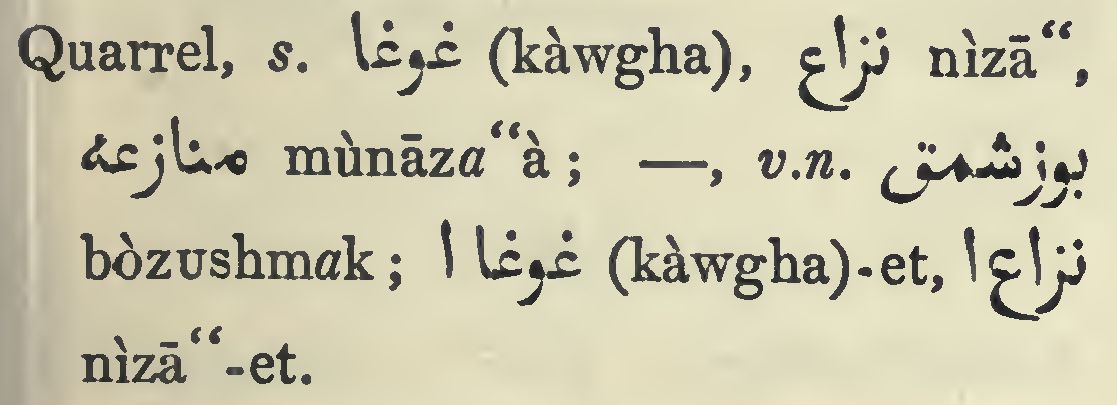 Quarrel, s. غوغا (kàwgha), نزاع nìzā“,
منازعه mùnāza“à; —, v.n. بوزشمق
bòzushmak; غوغا ا (kàwgha)-et, نزاع ا
nìzā“-et.